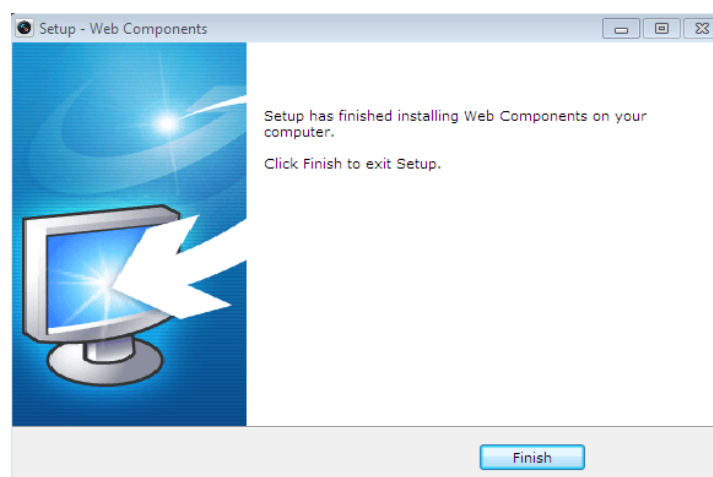 Setup - Web Components
Setup has finished installing Web Components on your
computer.
Click Finish to exit Setup.
Finish